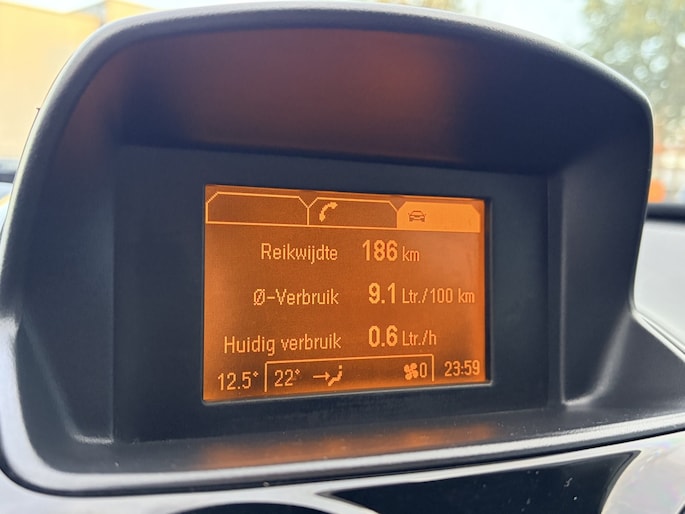 Reikwijdte 186 km
Ø-Verbruik 9.1 Ltr./100 km
Huidig verbruik 0.6 Ltr./h
12.5° 22° 0 23:59